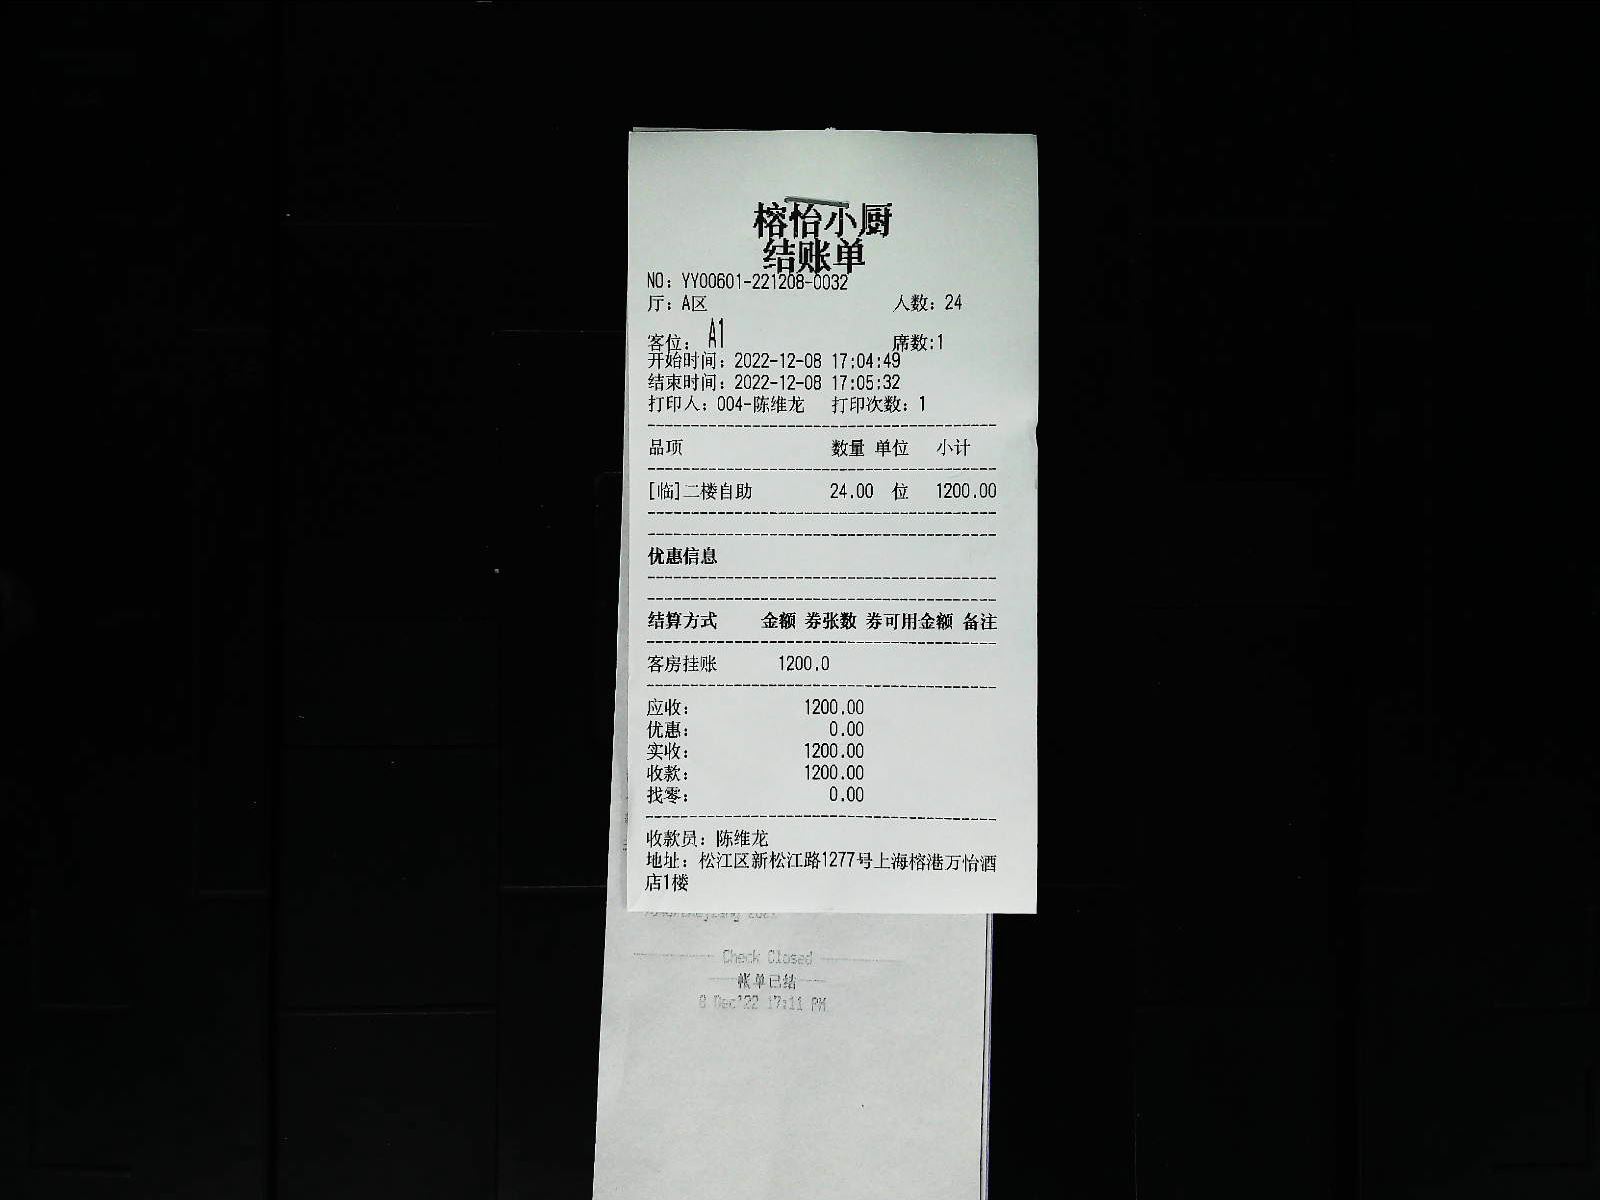 榕怡小厨
结账单
NO: YY00601-221208-0032
厅: A区 人数: 24
客位: A1 席数:1
开始时间: 2022-12-08 17:04:49
结束时间: 2022-12-08 17:05:32
打印人: 004-陈维龙 打印次数: 1
品项 数量 单位 小计
[临]二楼自助 24.00 位 1200.00
优惠信息
结算方式 金额 券张数 券可用金额 备注
客房挂账 1200.0
应收: 1200.00
优惠: 0.00
实收: 1200.00
收款: 1200.00
找零: 0.00
收款员: 陈维龙
地址: 松江区新松江路1277号上海榕港万怡酒
店1楼
Check Closed
帐单已结
8 Dec'22 17:11 PM